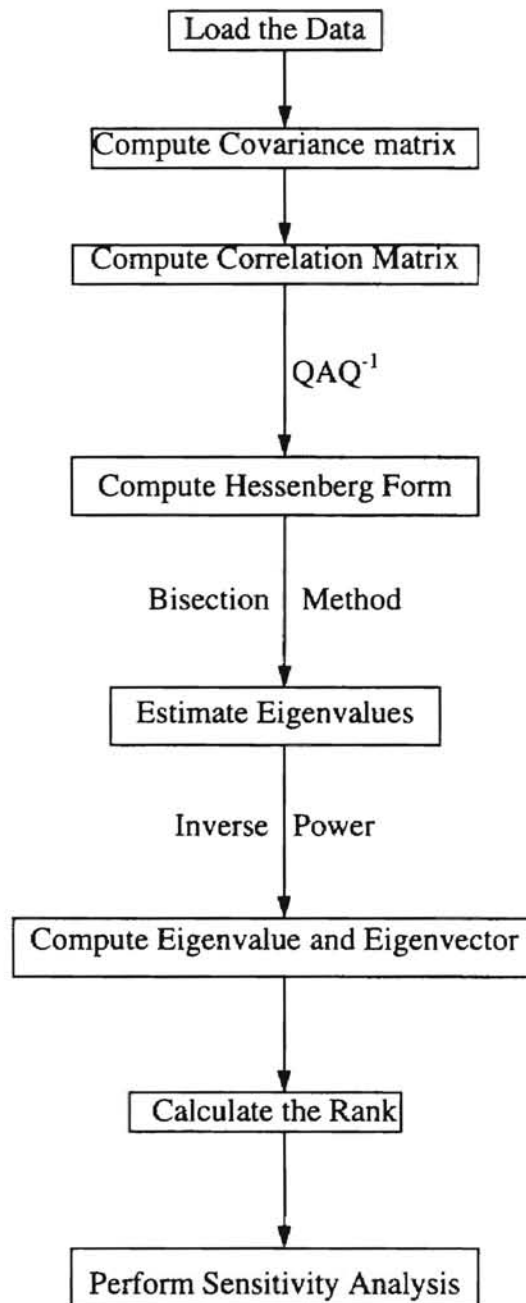 Load the Data
Compute Covariance matrix
Compute Correlation Matrix
QAQ⁻¹
Compute Hessenberg Form
Bisection Method
Estimate Eigenvalues
Inverse Power
Compute Eigenvalue and Eigenvector
Calculate the Rank
Perform Sensitivity Analysis